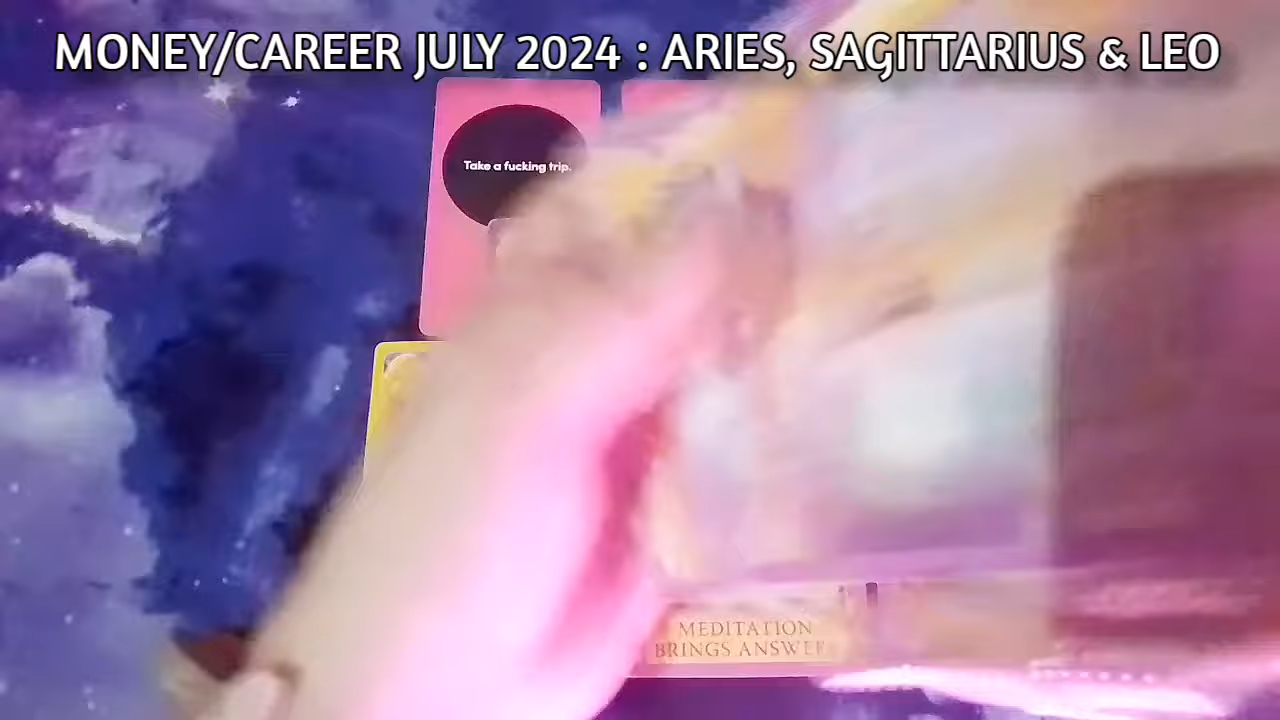 MONEY/CAREER JULY 2024 : ARIES, SAGITTARIUS & LEO
Take a fucking trip.
MEDITATION
BRINGS ANSWER